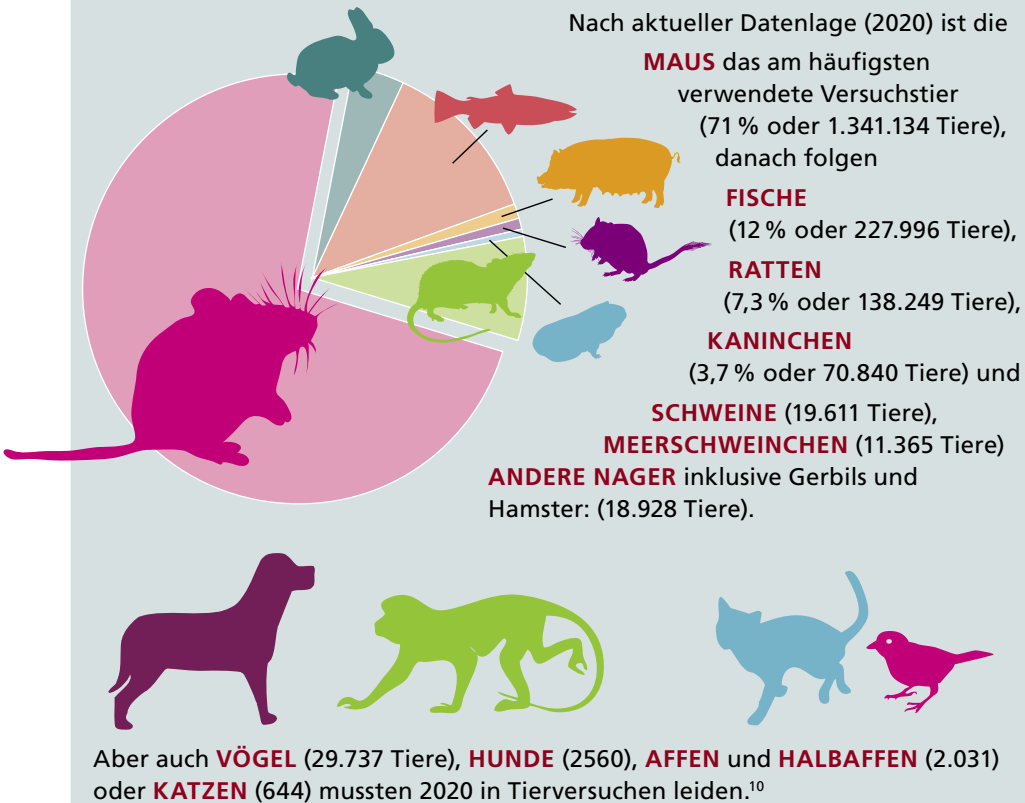 Nach aktueller Datenlage (2020) ist die
MAUS das am häufigsten
verwendete Versuchstier
(71 % oder 1.341.134 Tiere),
danach folgen
FISCHE
(12 % oder 227.996 Tiere),
RATTEN
(7,3 % oder 138.249 Tiere),
KANINCHEN
(3,7 % oder 70.840 Tiere) und
SCHWEINE (19.611 Tiere),
MEERSCHWEINCHEN (11.365 Tiere)
ANDERE NAGER inklusive Gerbils und
Hamster: (18.928 Tiere).
Aber auch VÖGEL (29.737 Tiere), HUNDE (2560), AFFEN und HALBAFFEN (2.031)
oder KATZEN (644) mussten 2020 in Tierversuchen leiden.¹⁰